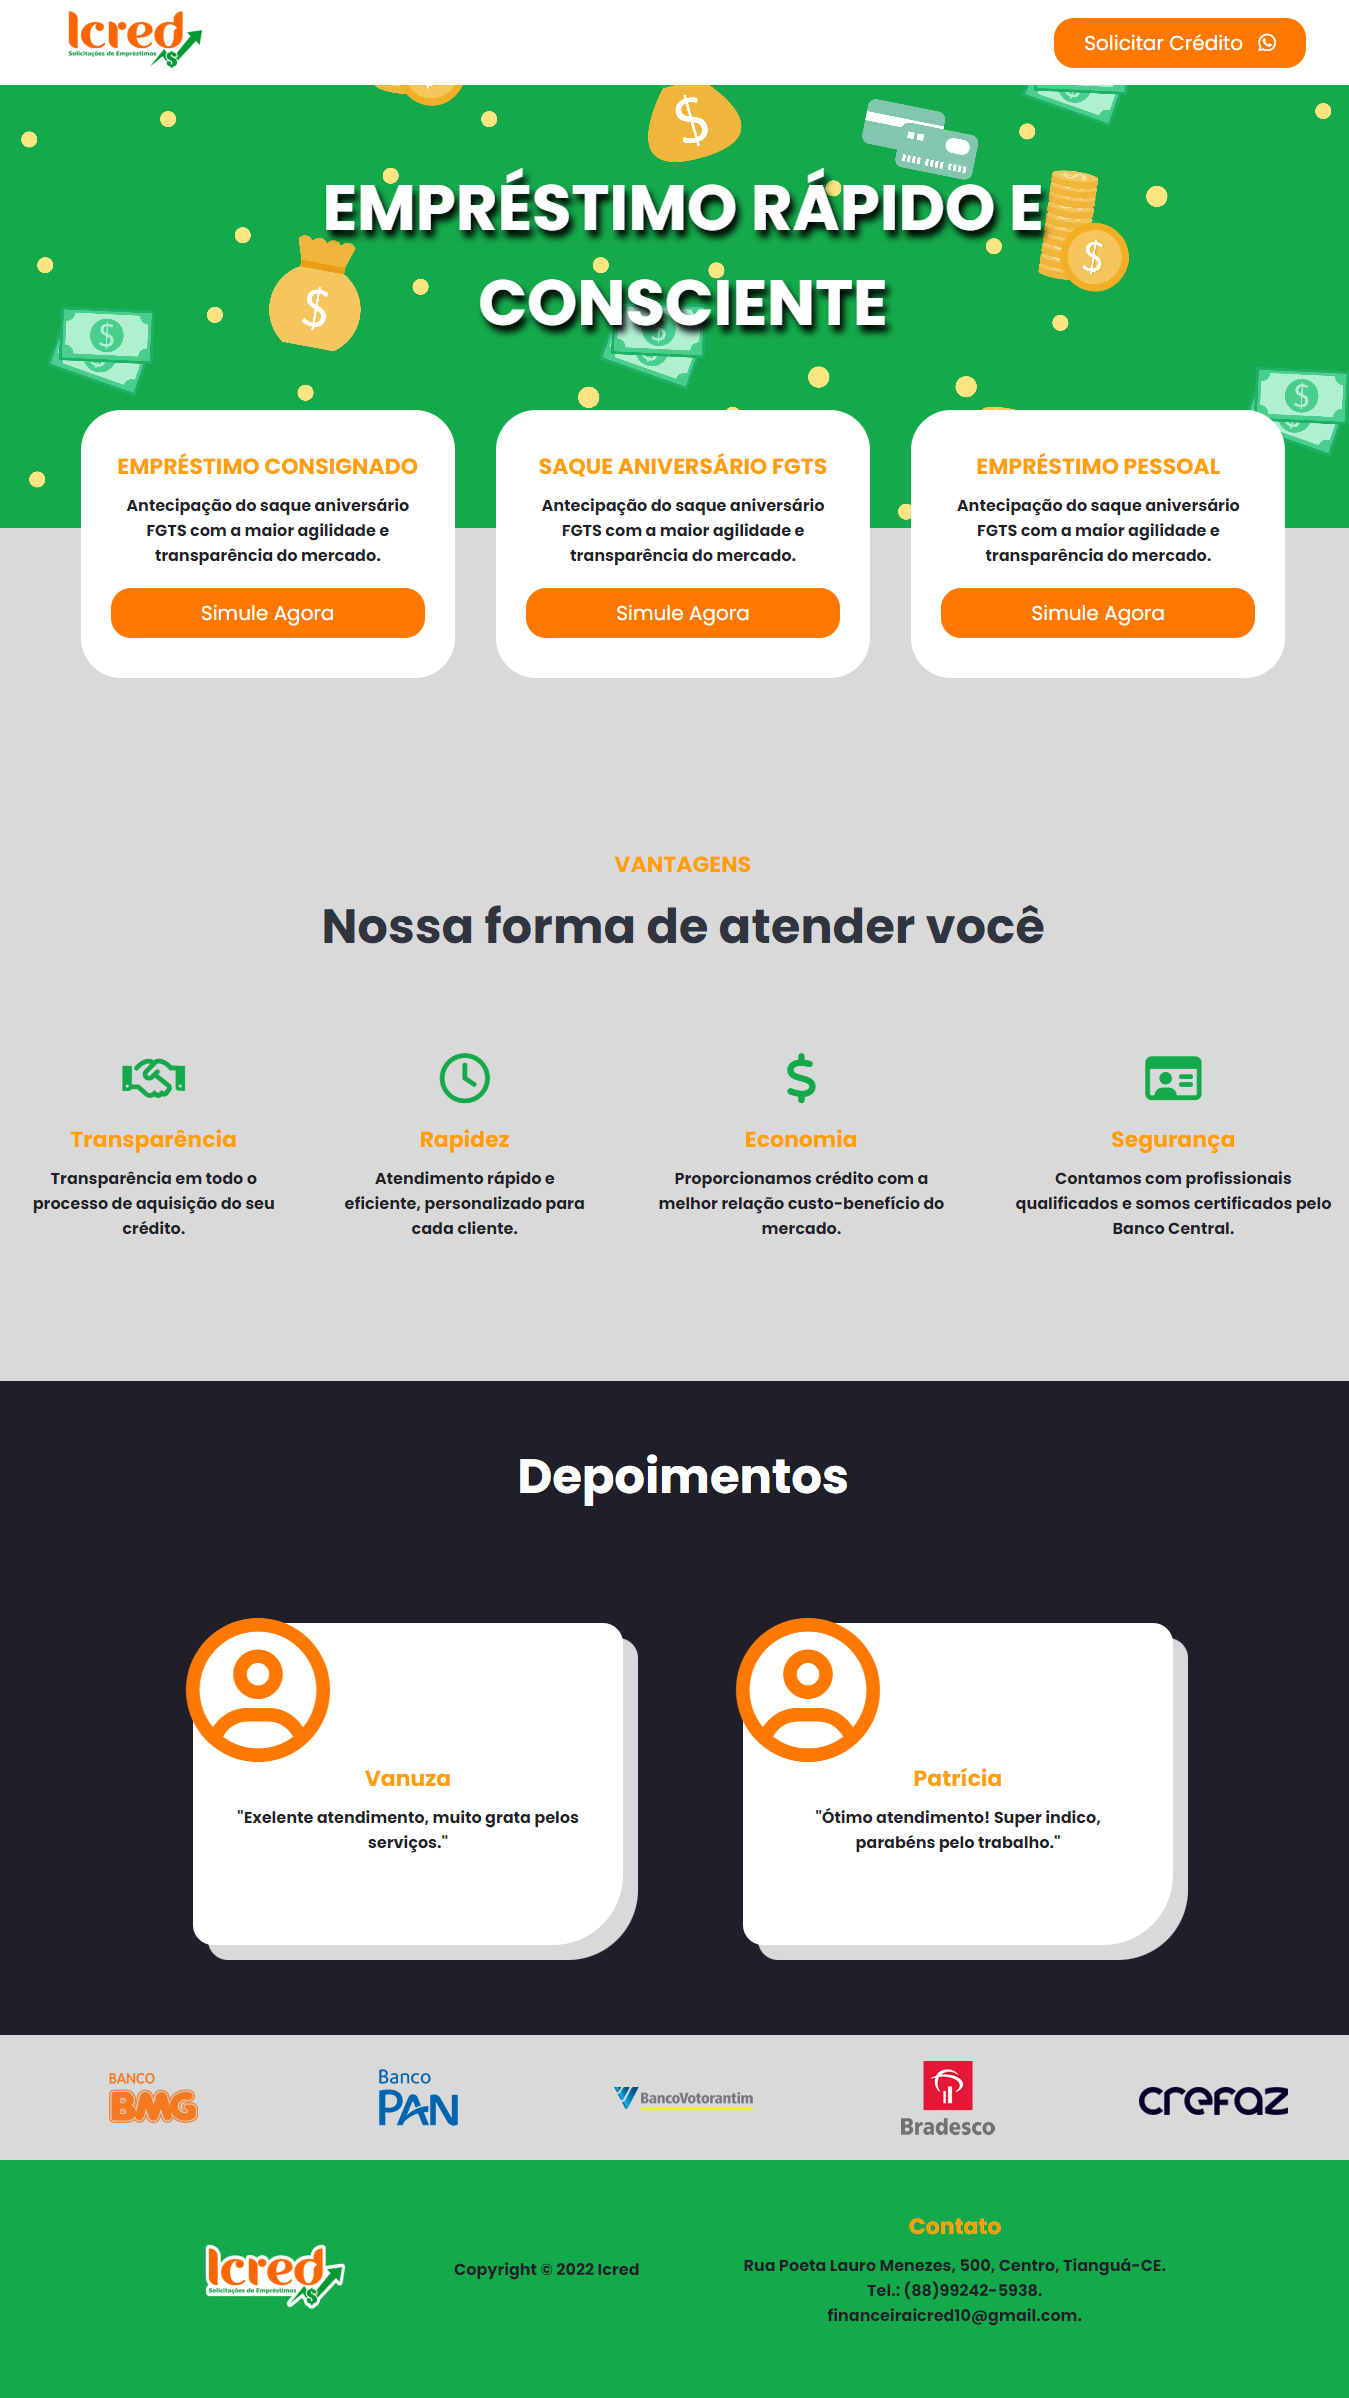 Icred
Solicitações de Empréstimos
Solicitar Crédito
EMPRÉSTIMO RÁPIDO E
CONSCIENTE
EMPRÉSTIMO CONSIGNADO
Antecipação do saque aniversário
FGTS com a maior agilidade e
transparência do mercado.
Simule Agora
SAQUE ANIVERSÁRIO FGTS
Antecipação do saque aniversário
FGTS com a maior agilidade e
transparência do mercado.
Simule Agora
EMPRÉSTIMO PESSOAL
Antecipação do saque aniversário
FGTS com a maior agilidade e
transparência do mercado.
Simule Agora
VANTAGENS
Nossa forma de atender você
Transparência
Transparência em todo o
processo de aquisição do seu
crédito.
Rapidez
Atendimento rápido e
eficiente, personalizado para
cada cliente.
Economia
Proporcionamos crédito com a
melhor relação custo-benefício do
mercado.
Segurança
Contamos com profissionais
qualificados e somos certificados pelo
Banco Central.
Depoimentos
Vanuza
"Exelente atendimento, muito grata pelos
serviços."
Patrícia
"Ótimo atendimento! Super indico,
parabéns pelo trabalho."
BANCO
BMG
Banco
PAN
BancoVotorantim
Bradesco
crefaz
Icred
Solicitações de Empréstimos
Copyright © 2022 Icred
Contato
Rua Poeta Lauro Menezes, 500, Centro, Tianguá-CE.
Tel.: (88)99242-5938.
financeiraicred10@gmail.com.